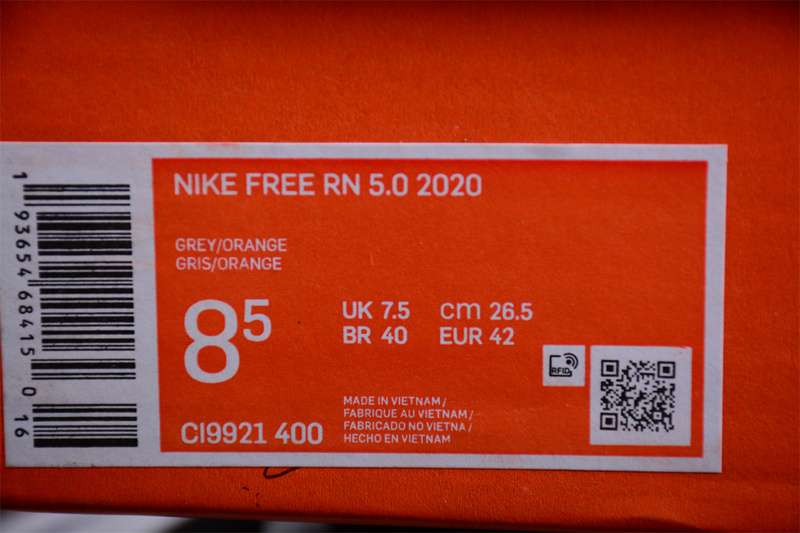 NIKE FREE RN 5.0 2020
GREY/ORANGE
GRIS/ORANGE
8 5
UK 7.5 cm 26.5
BR 40 EUR 42
RFID
MADE IN VIETNAM /
FABRIQUE AU VIETNAM /
FABRICADO NO VIETNA /
HECHO EN VIETNAM
CI9921 400
1 93654 68415 0 16